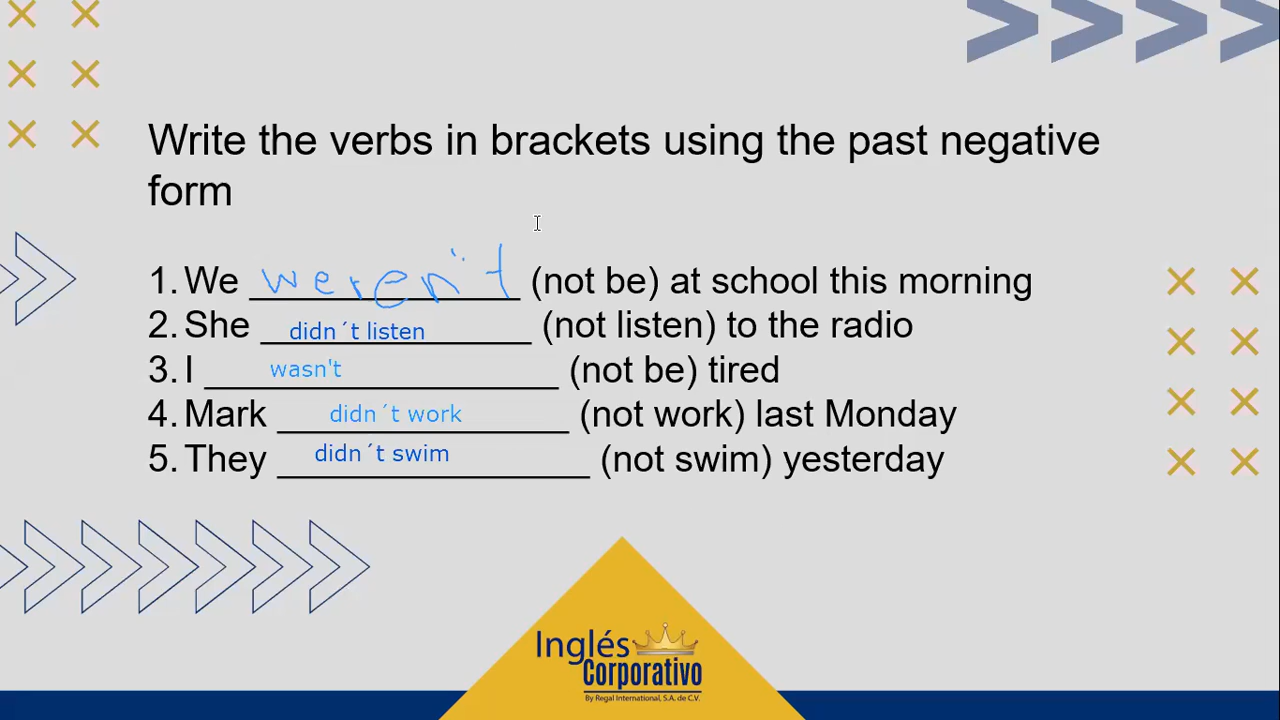 Write the verbs in brackets using the past negative
form
1. We weren't (not be) at school this morning
2. She didn´t listen (not listen) to the radio
3. I wasn't (not be) tired
4. Mark didn´t work (not work) last Monday
5. They didn´t swim (not swim) yesterday
Inglés
Corporativo
By Regal International, S.A. de C.V.